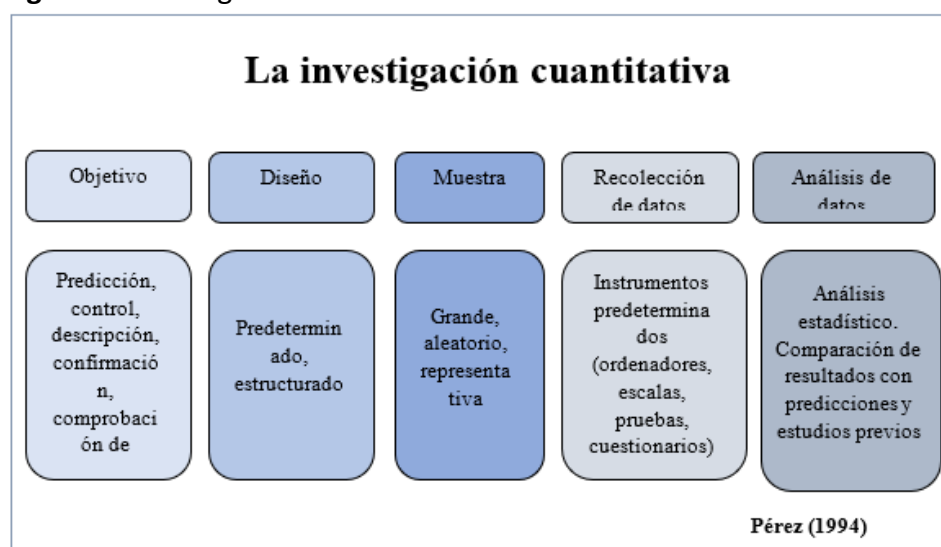 La investigación cuantitativa
Objetivo
Diseño
Muestra
Recolección
de datos
Análisis de
datos
Predicción,
control,
descripción,
confirmació
n,
comprobaci
ón de
Predetermin
ado,
estructurado
Grande,
aleatorio,
representa
tiva
Instrumentos
predetermina
dos
(ordenadores,
escalas,
pruebas,
cuestionarios)
Análisis
estadístico.
Comparación de
resultados con
predicciones y
estudios previos
Pérez (1994)